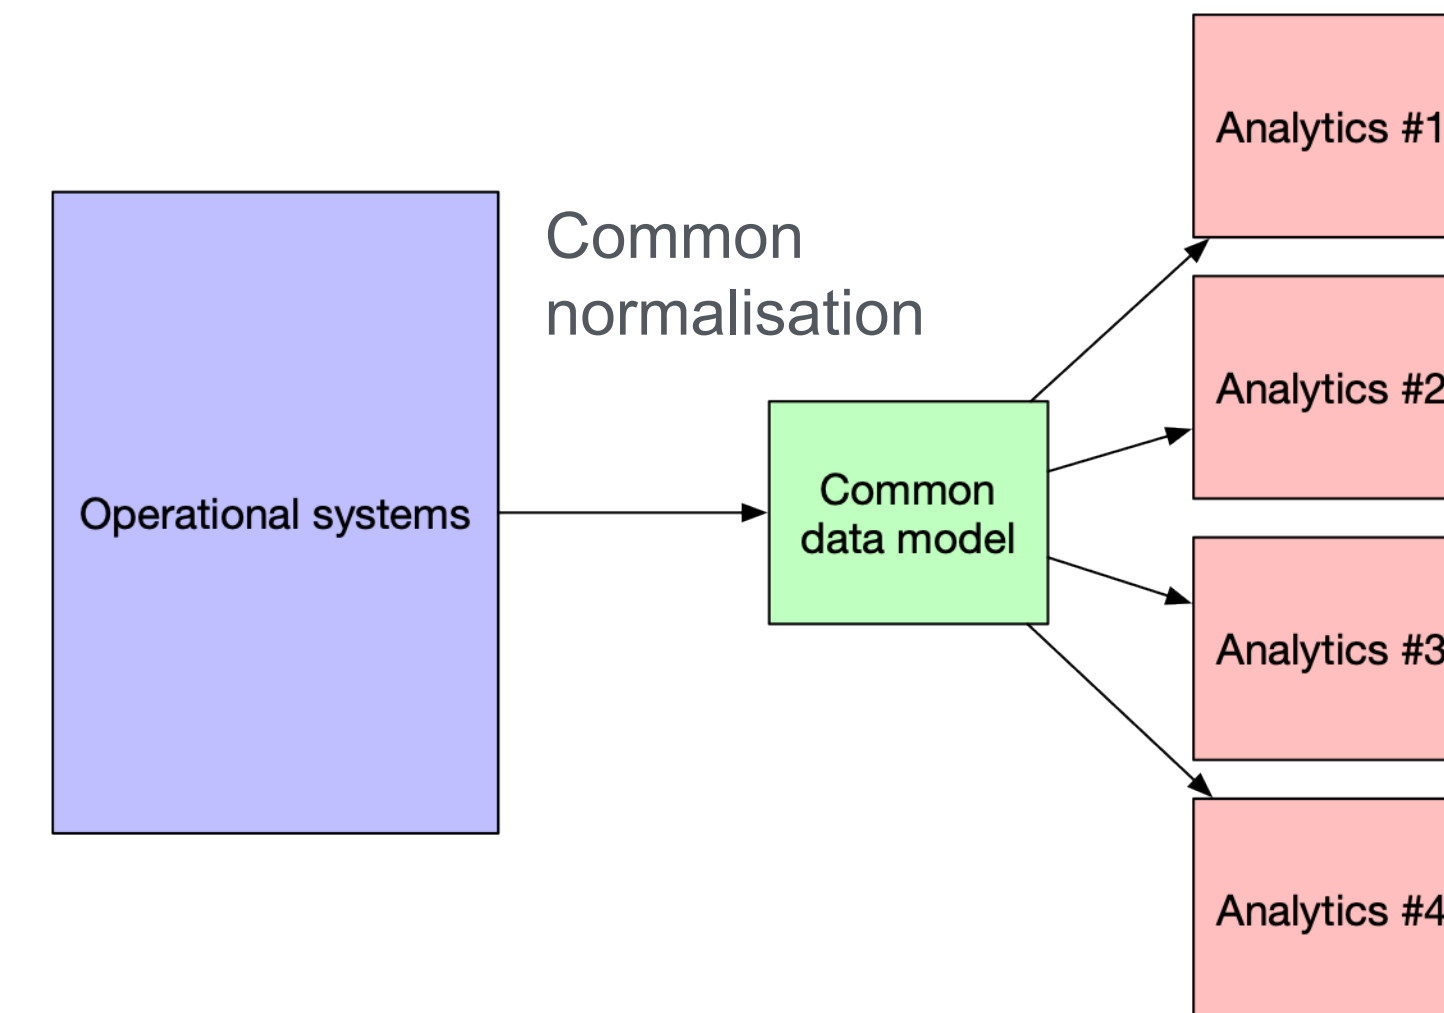 Analytics #1
Common
normalisation
Analytics #2
Operational systems
Common
data model
Analytics #3
Analytics #4